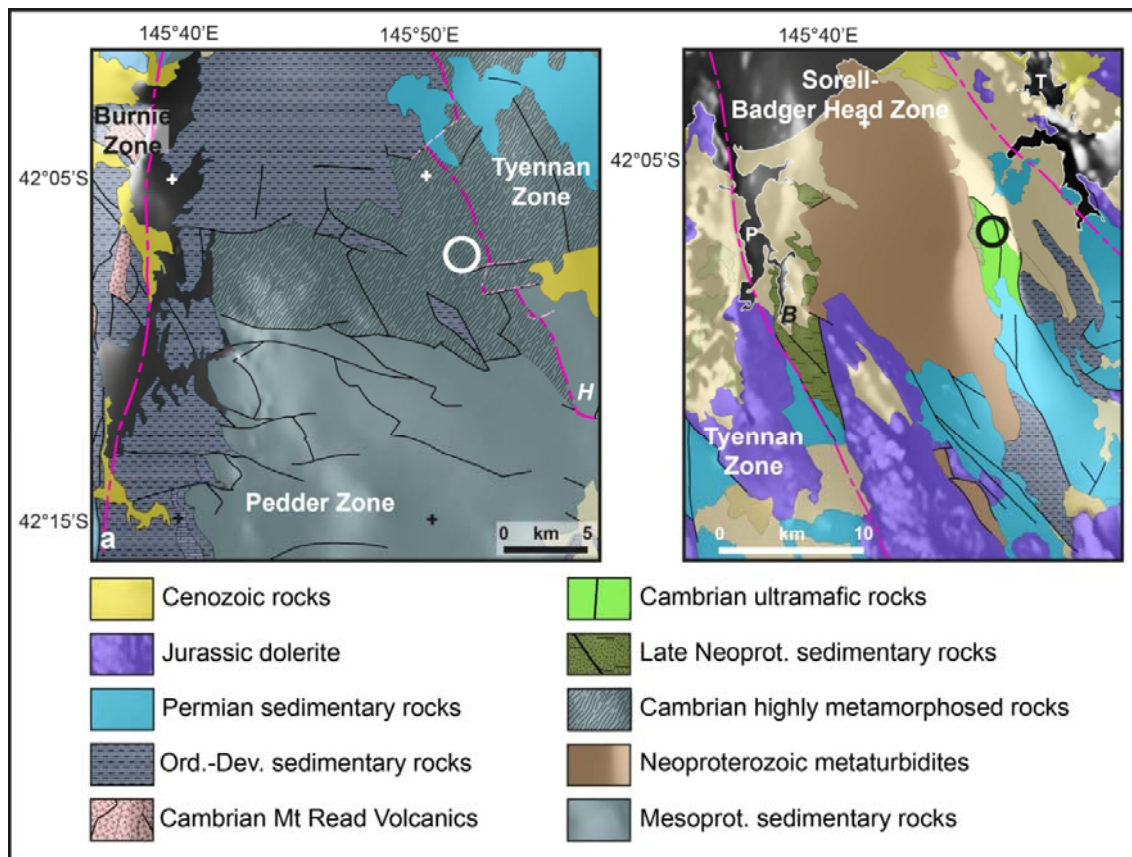 145°40'E
145°50'E
Burnie
Zone
Tyennan
Zone
42°05'S
H
Pedder Zone
42°15'S
a
0 km 5
145°40'E
Sorell-
Badger Head Zone
T
42°05'S
P
B
Tyennan
Zone
0 km 10
Cenozoic rocks
Jurassic dolerite
Permian sedimentary rocks
Ord.-Dev. sedimentary rocks
Cambrian Mt Read Volcanics
Cambrian ultramafic rocks
Late Neoprot. sedimentary rocks
Cambrian highly metamorphosed rocks
Neoproterozoic metaturbidites
Mesoprot. sedimentary rocks